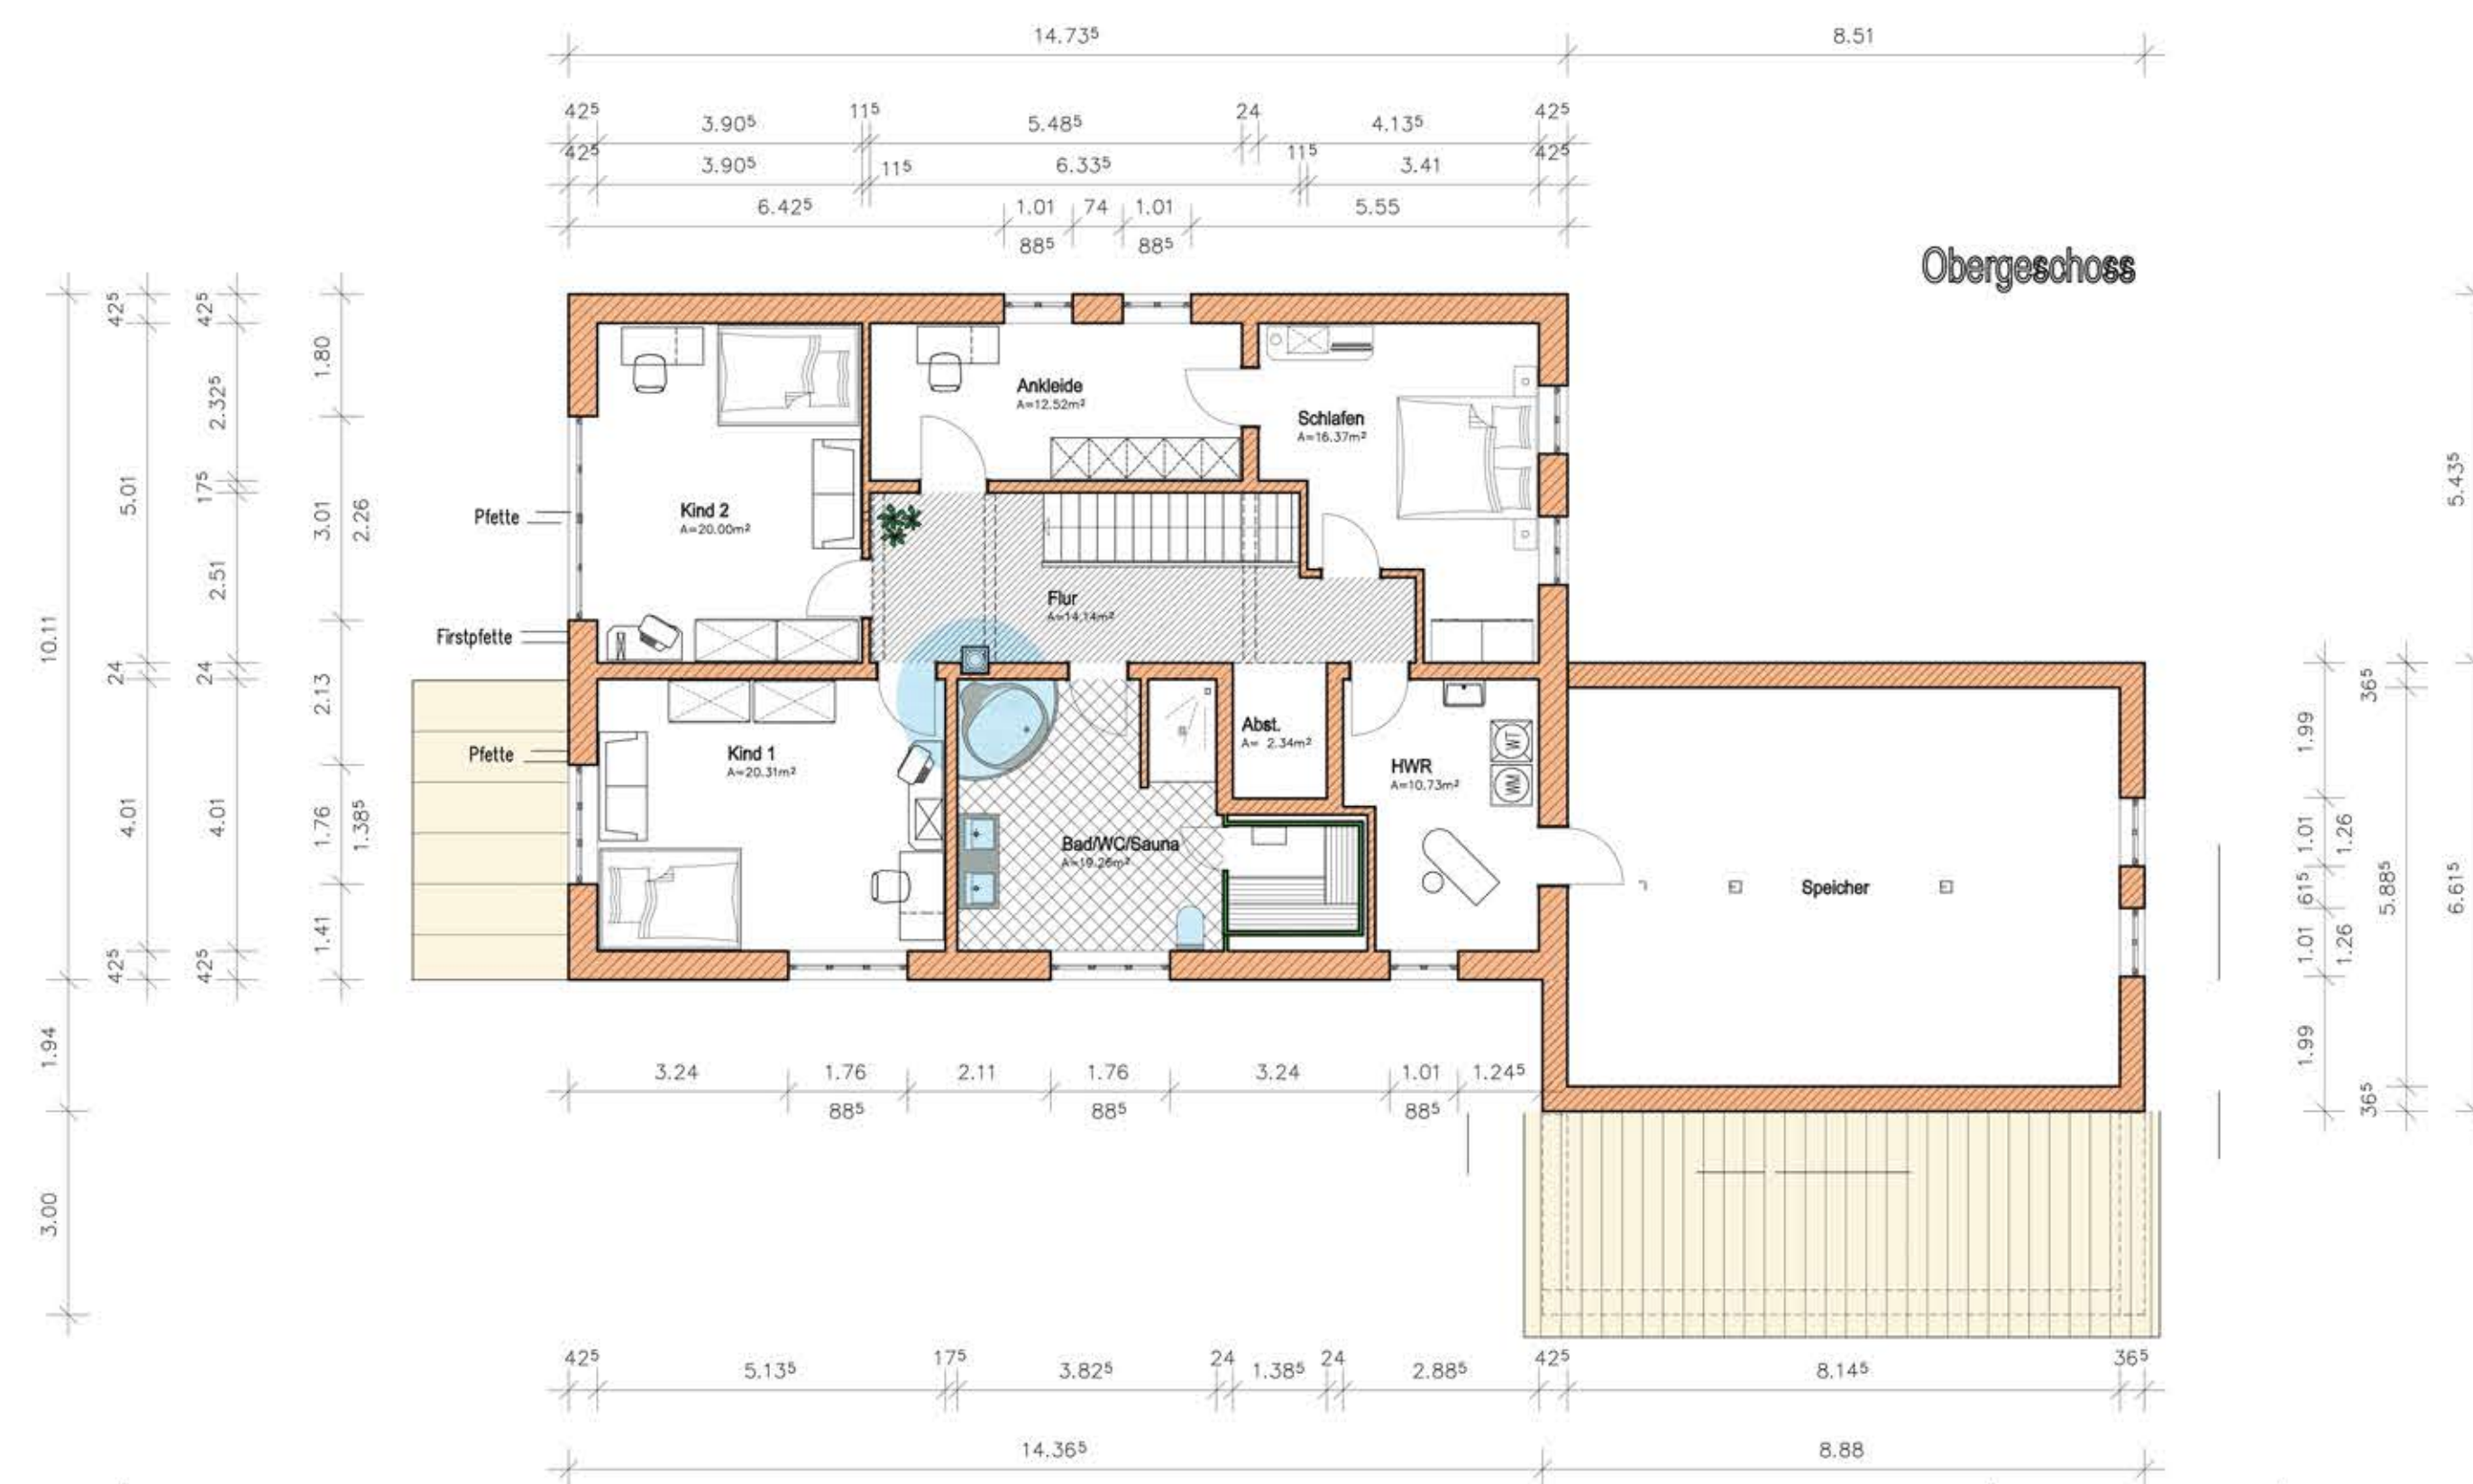 14.73⁵ 8.51
42⁵ 3.90⁵ 11⁵ 5.48⁵ 24 4.13⁵ 42⁵
42⁵ 3.90⁵ 11⁵ 6.33⁵ 11⁵ 3.41 42⁵
6.42⁵ 1.01 74 1.01 5.55
88⁵ 88⁵
Obergeschoss
10.11
1.94
3.00
42⁵
5.01
24
4.01
42⁵
42⁵
2.32⁵
17⁵
2.51
24
4.01
42⁵
1.80
3.01
2.26
2.13
1.76
1.38⁵
1.41
Pfette
Firstpfette
Pfette
Kind 2
A=20.00m²
Ankleide
A=12.52m²
Schlafen
A=16.37m²
Flur
A=14,14m²
Kind 1
A=20.31m²
Bad/WC/Sauna
A=19.26m²
Abst.
A= 2.34m²
HWR
A=10.73m²
WT
WM
Speicher
5.43⁵
6.61⁵
1.99
1.01
1.26
61⁵
1.01
1.26
1.99
36⁵
5.88⁵
36⁵
3.24 1.76 2.11 1.76 3.24 1.01 1.24⁵
88⁵ 88⁵ 88⁵
42⁵ 5.13⁵ 17⁵ 3.82⁵ 24 1.38⁵ 24 2.88⁵ 42⁵ 8.14⁵ 36⁵
14.36⁵ 8.88